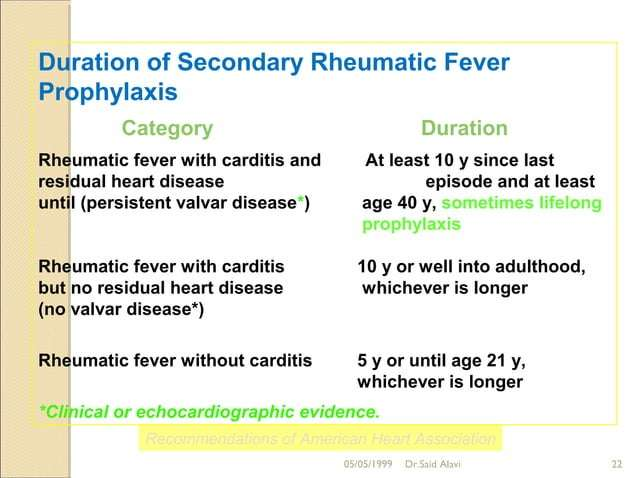 Duration of Secondary Rheumatic Fever
Prophylaxis
Category Duration
Rheumatic fever with carditis and At least 10 y since last
residual heart disease episode and at least
until (persistent valvar disease*) age 40 y, sometimes lifelong
prophylaxis
Rheumatic fever with carditis 10 y or well into adulthood,
but no residual heart disease whichever is longer
(no valvar disease*)
Rheumatic fever without carditis 5 y or until age 21 y,
whichever is longer
*Clinical or echocardiographic evidence.
Recommendations of American Heart Association
05/05/1999 Dr.Said Alavi 22